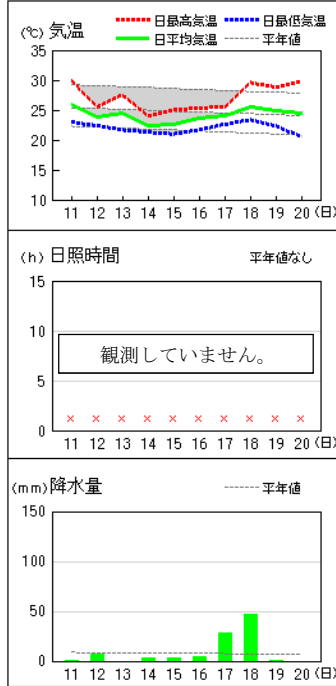 (℃) 気温
日最高気温 日最低気温
日平均気温 平年値
35
30
25
20
15
10
11 12 13 14 15 16 17 18 19 20 (日)
(h) 日照時間 平年値なし
15
10
観測していません。
5
0
× × × × × × × × × ×
11 12 13 14 15 16 17 18 19 20 (日)
(mm) 降水量 平年値
150
100
50
0
11 12 13 14 15 16 17 18 19 20 (日)